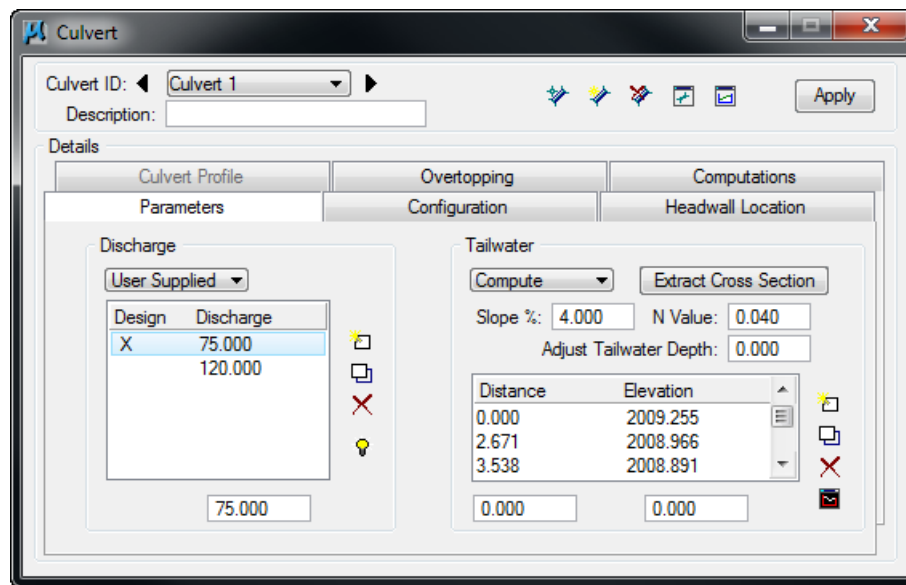 Culvert
Culvert ID: Culvert 1
Apply
Description:
Details
Culvert Profile Overtopping Computations
Parameters Configuration Headwall Location
Discharge
User Supplied
Design Discharge
X 75.000
120.000
75.000
Tailwater
Compute Extract Cross Section
Slope %: 4.000 N Value: 0.040
Adjust Tailwater Depth: 0.000
Distance Elevation
0.000 2009.255
2.671 2008.966
3.538 2008.891
0.000 0.000